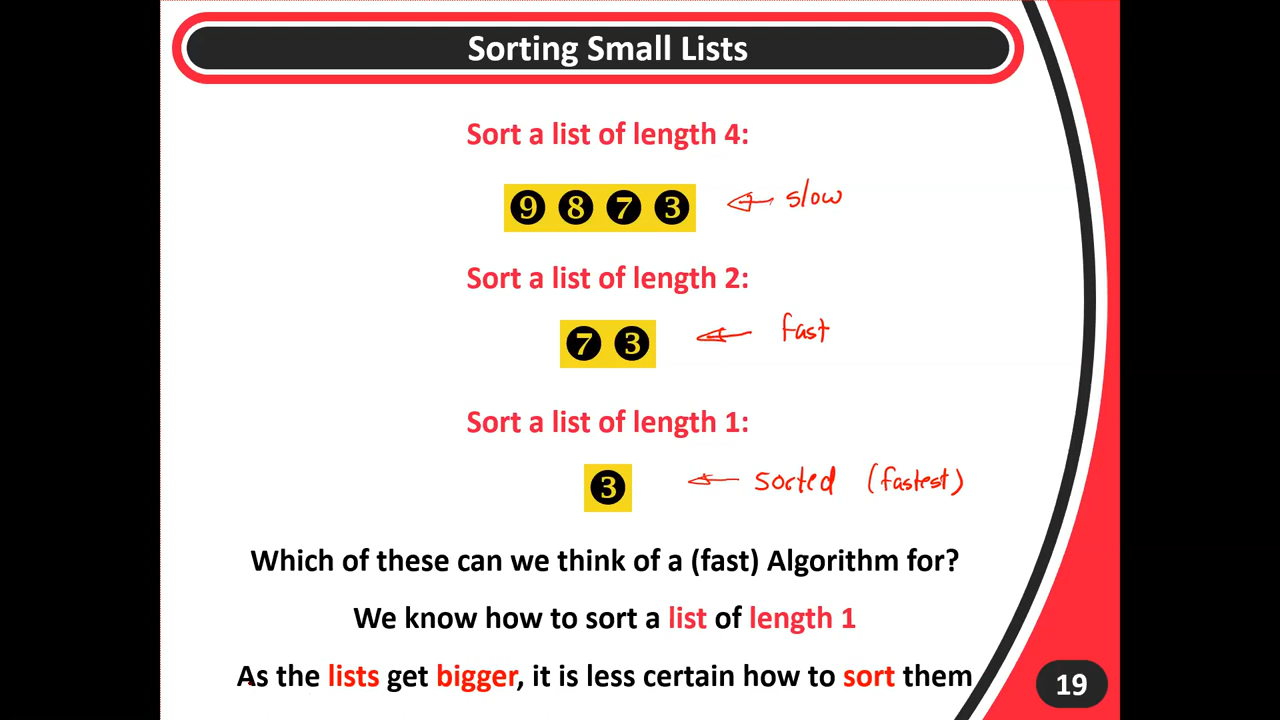 Sorting Small Lists
Sort a list of length 4:
9 8 7 3
slow
Sort a list of length 2:
7 3
fast
Sort a list of length 1:
3
sorted (fastest)
Which of these can we think of a (fast) Algorithm for?
We know how to sort a list of length 1
As the lists get bigger, it is less certain how to sort them
19